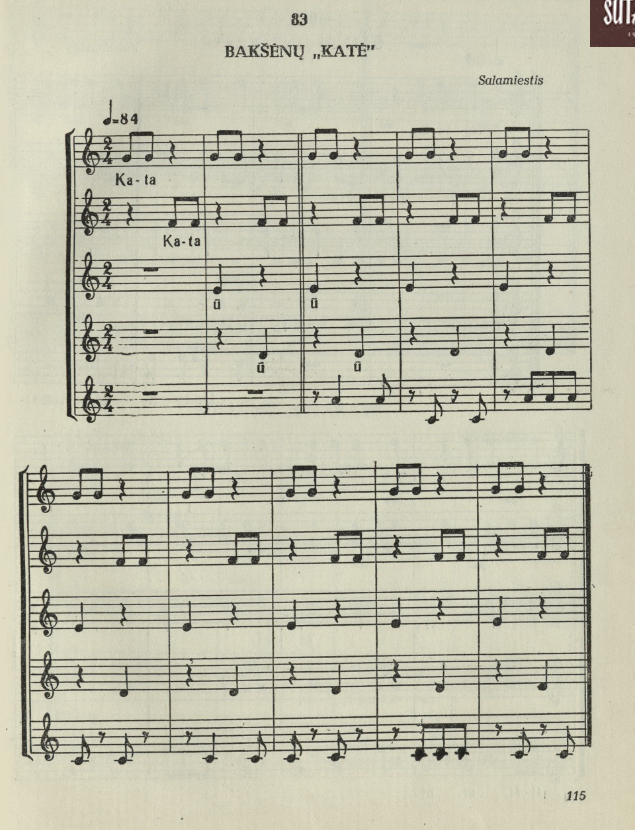 83
BAKŠĖNŲ „KATĖ”
Salamiestis
♩=84
Ka-ta
Ka-ta
ū ū
ū ū
115